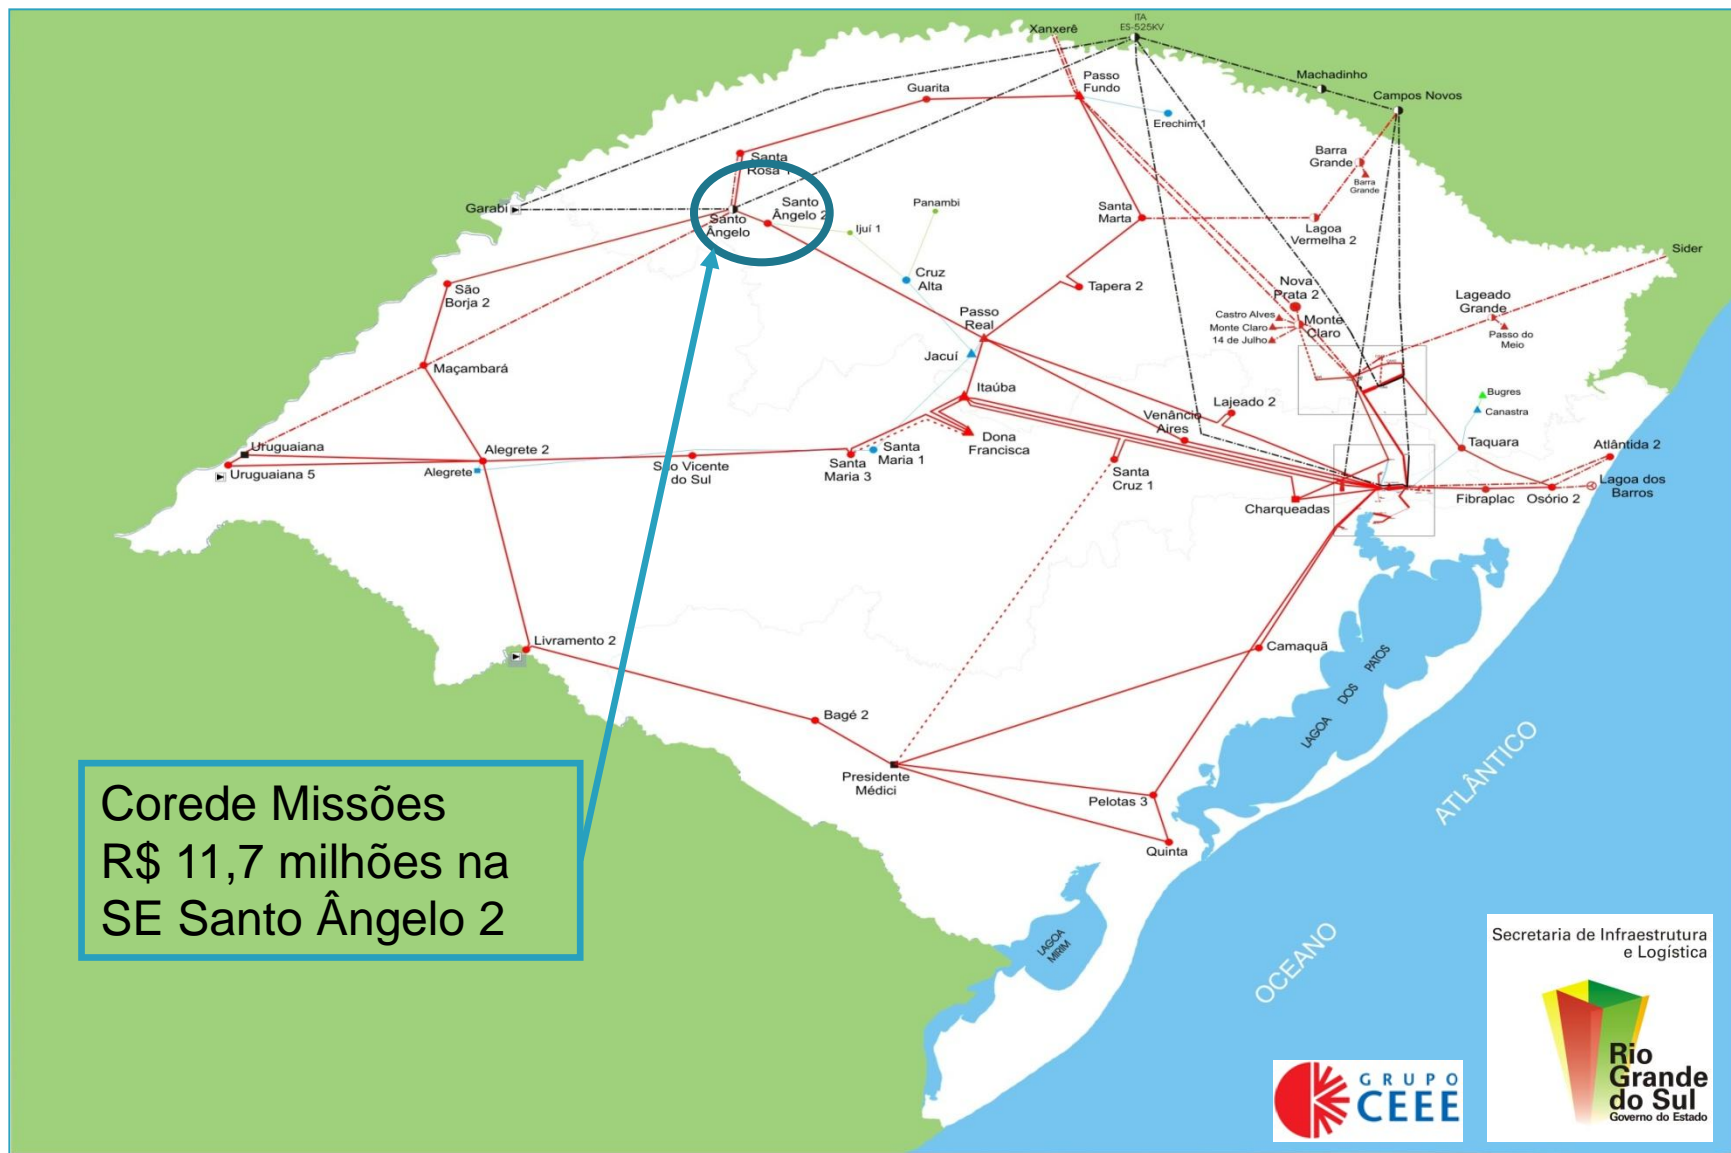 ITA
ES-525KV
Xanxerê
Machadinho
Passo
Fundo
Campos Novos
Guarita
Erechim 1
Barra
Grande
Barra
Grande
Santa
Rosa 1
Garabi
Santo
Ângelo
Santo
Ângelo 2
Panambi
Ijuí 1
Santa
Marta
Lagoa
Vermelha 2
Sider
Cruz
Alta
São
Borja 2
Tapera 2
Nova
Prata 2
Lageado
Grande
Castro Alves
Monte Claro
14 de Julho
Monte
Claro
Passo do
Meio
Passo
Real
Jacuí
Maçambará
Itaúba
Bugres
Canastra
Lajeado 2
Venâncio
Aires
Dona
Francisca
Taquara
Atlântida 2
Uruguaiana
Uruguaiana 5
Alegrete 2
Alegrete
São Vicente
do Sul
Santa
Maria 3
Santa
Maria 1
Santa
Cruz 1
Charqueadas
Fibraplac
Osório 2
Lagoa dos
Barros
Livramento 2
Camaquã
Bagé 2
Presidente
Médici
Pelotas 3
Quinta
LAGOA DOS PATOS
LAGOA
MIRIM
OCEANO ATLÂNTICO
Corede Missões
R$ 11,7 milhões na
SE Santo Ângelo 2
GRUPO
CEEE
Secretaria de Infraestrutura
e Logística
Rio
Grande
do Sul
Governo do Estado